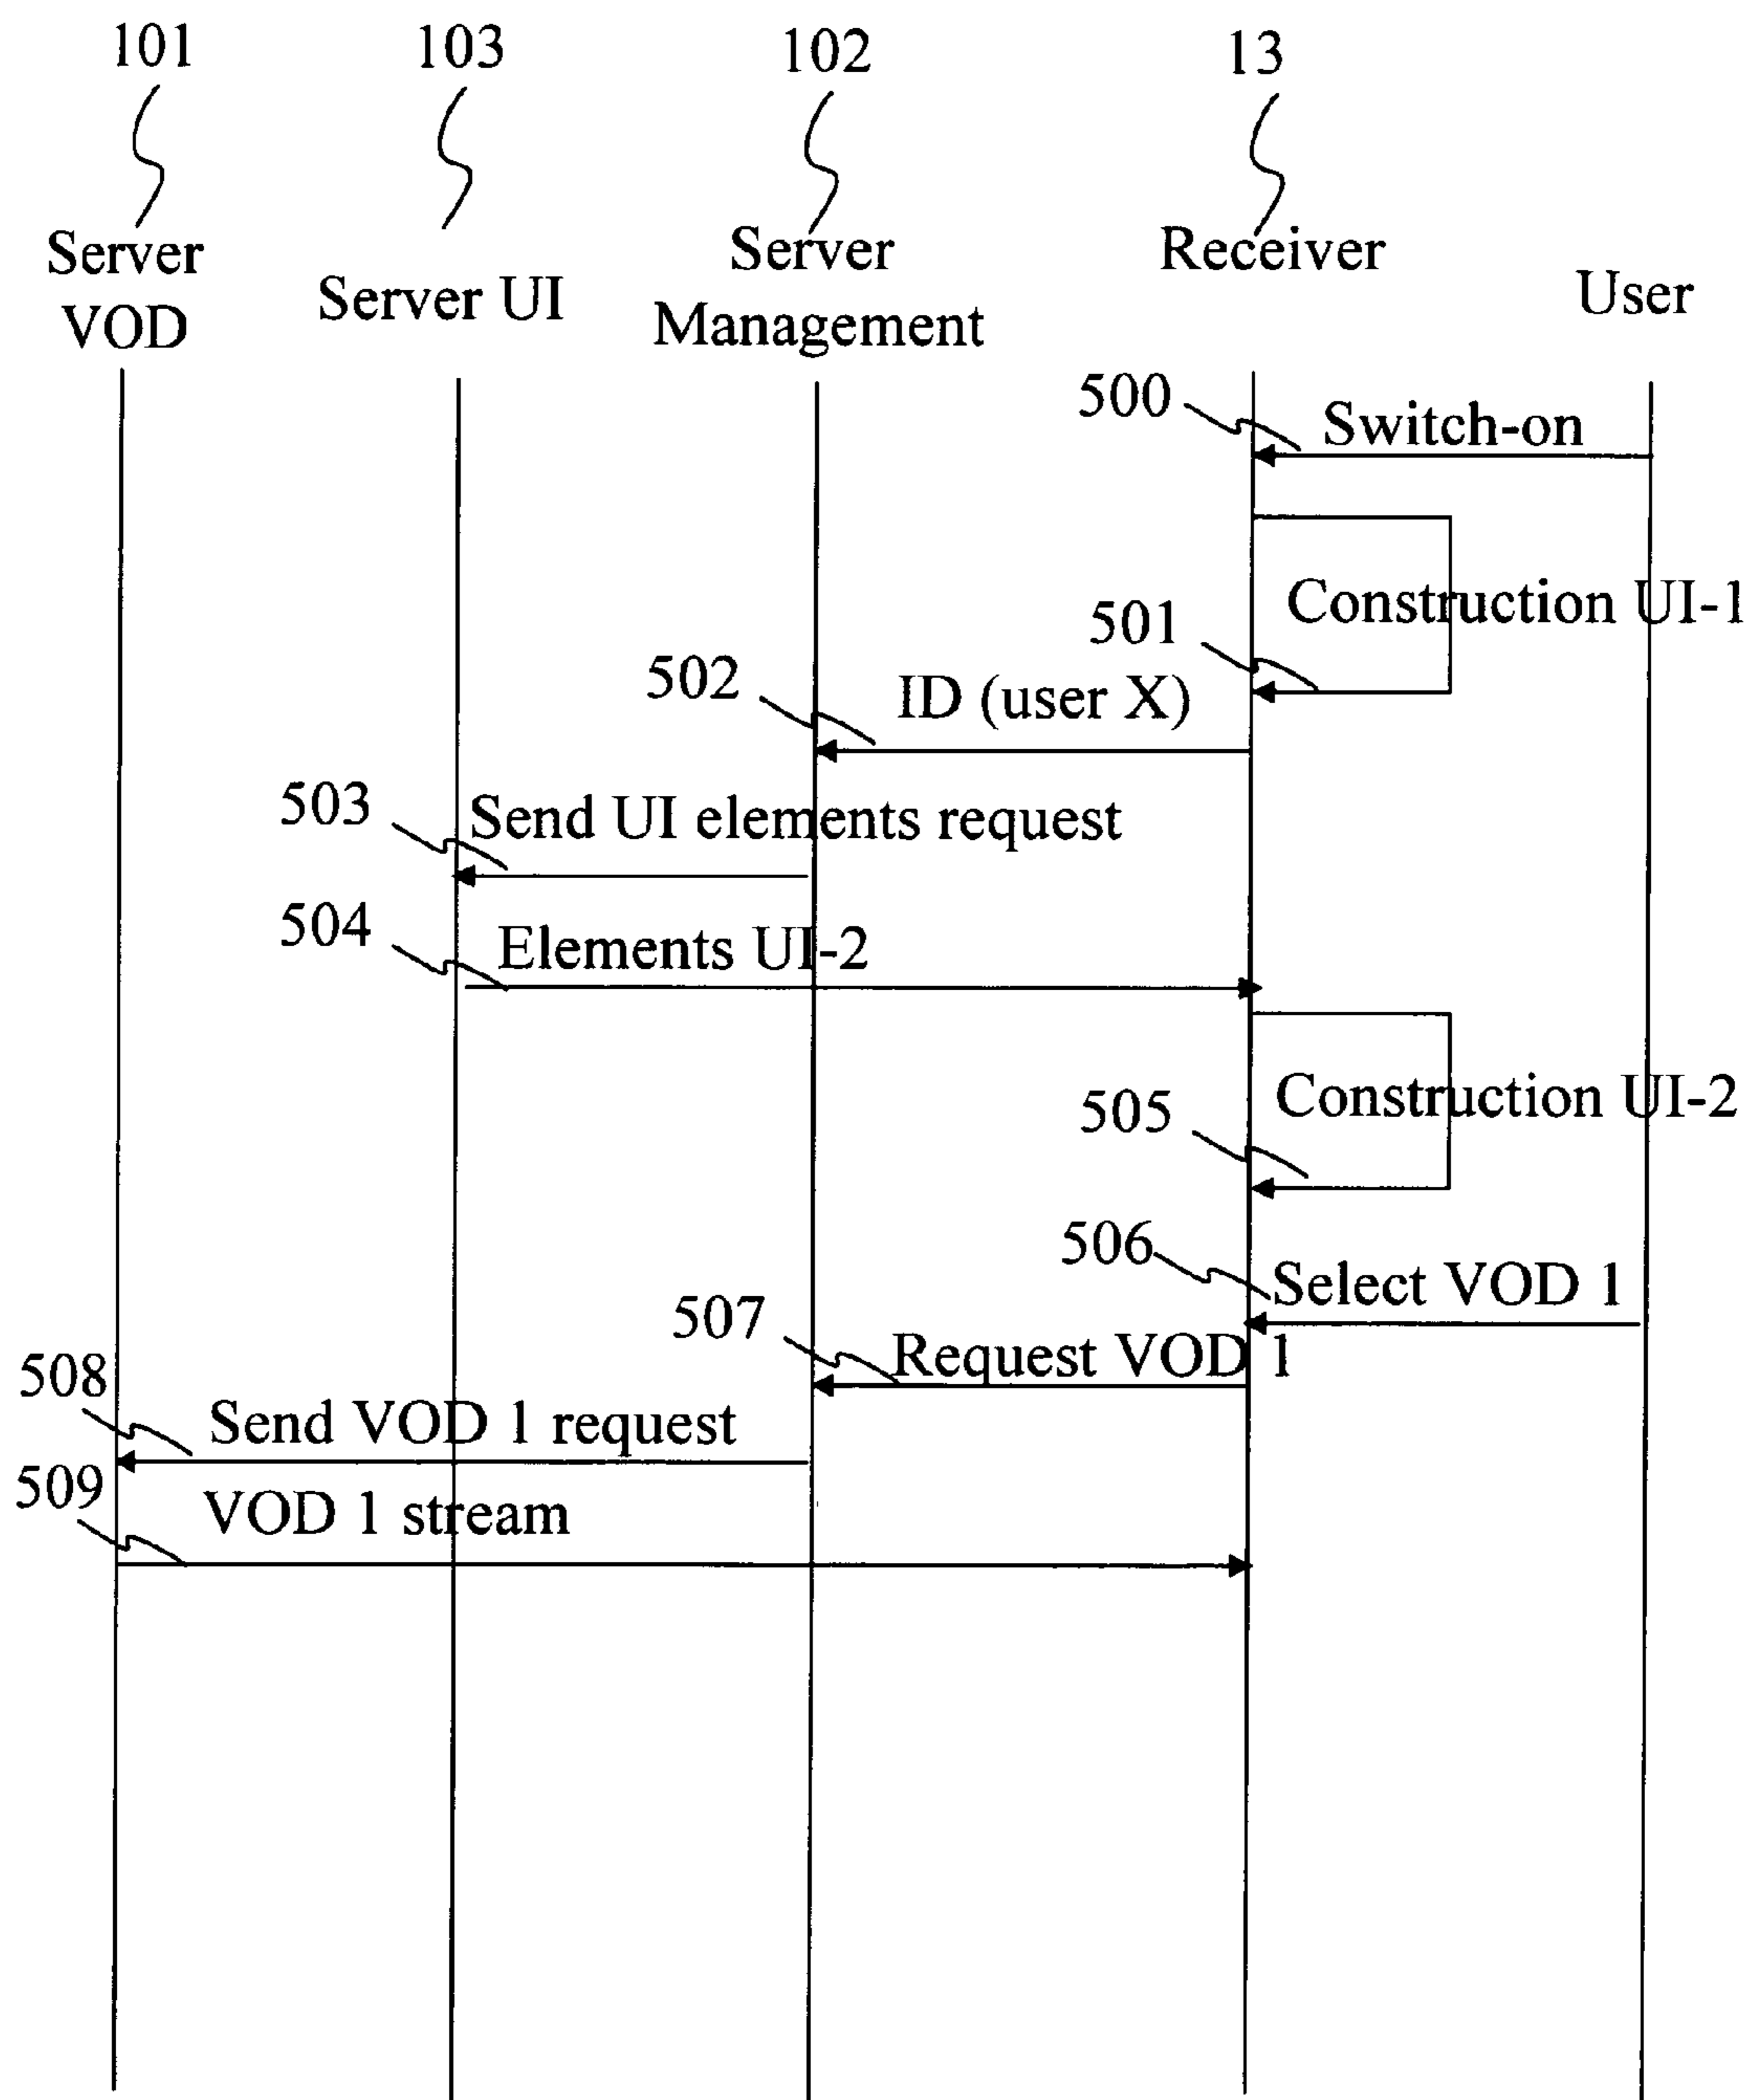 101
103
102
13
Server
VOD
Server UI
Server
Management
Receiver
User
500
Switch-on
Construction UI-1
501
502
ID (user X)
503
Send UI elements request
504
Elements UI-2
Construction UI-2
505
506
Select VOD 1
507
Request VOD 1
508
Send VOD 1 request
509
VOD 1 stream